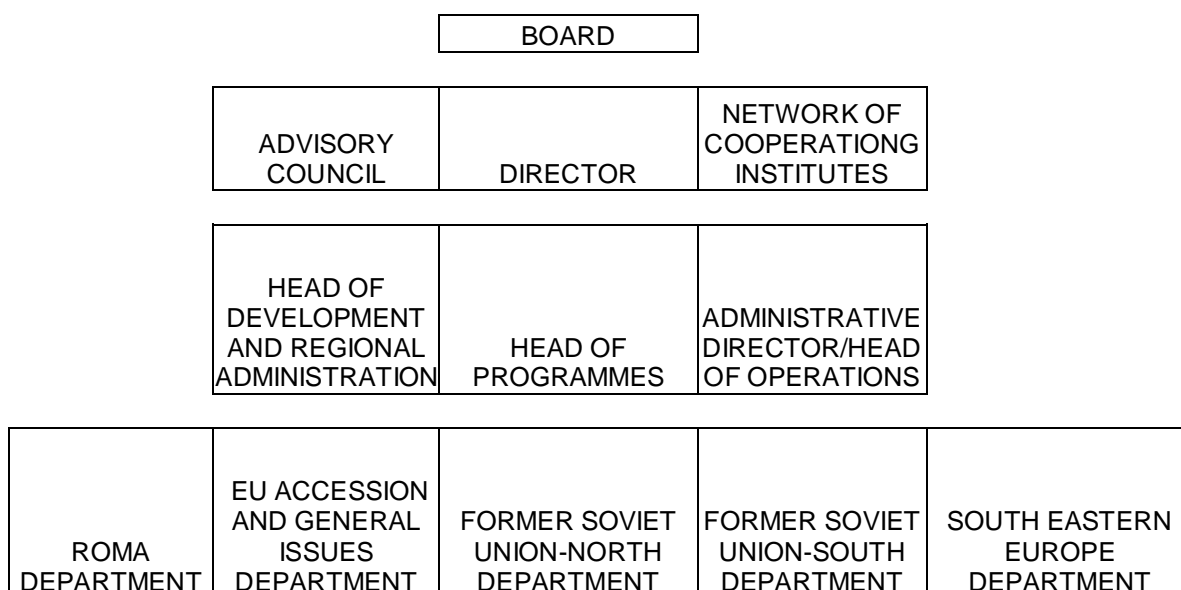 BOARD
ADVISORY
COUNCIL
DIRECTOR
NETWORK OF
COOPERATIONG
INSTITUTES
HEAD OF
DEVELOPMENT
AND REGIONAL
ADMINISTRATION
HEAD OF
PROGRAMMES
ADMINISTRATIVE
DIRECTOR/HEAD
OF OPERATIONS
ROMA
DEPARTMENT
EU ACCESSION
AND GENERAL
ISSUES
DEPARTMENT
FORMER SOVIET
UNION-NORTH
DEPARTMENT
FORMER SOVIET
UNION-SOUTH
DEPARTMENT
SOUTH EASTERN
EUROPE
DEPARTMENT